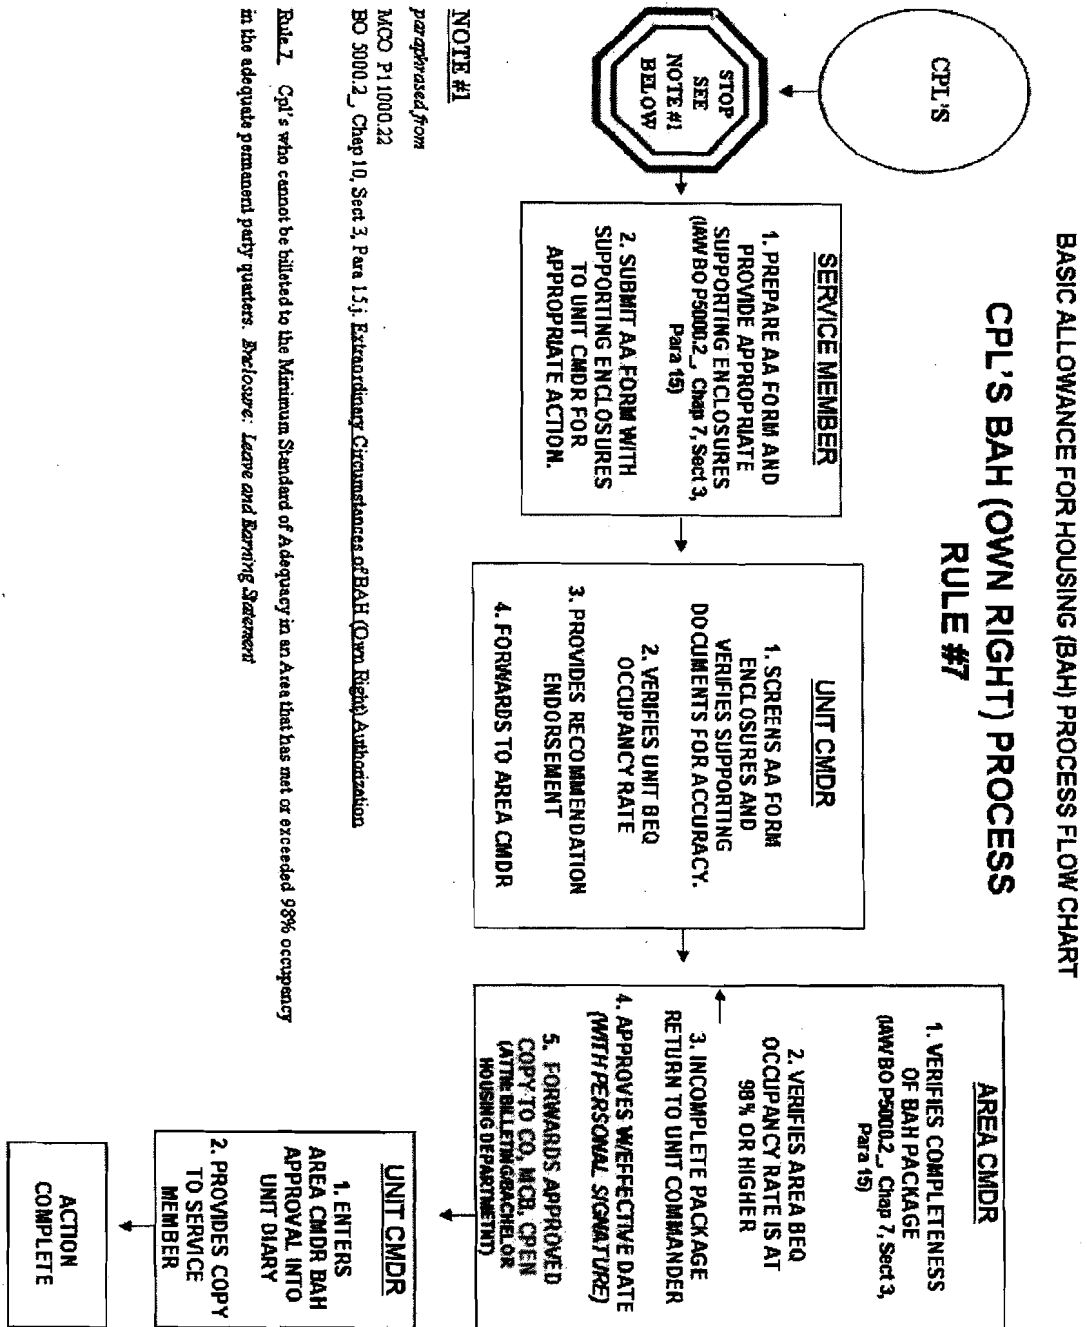 BASIC ALLOWANCE FOR HOUSING (BAH) PROCESS FLOW CHART
CPL'S BAH (OWN RIGHT) PROCESS
RULE #7
CPL'S
STOP
SEE
NOTE #1
BELOW
SERVICE MEMBER
1. PREPARE AA FORM AND
PROVIDE APPROPRIATE
SUPPORTING ENCLOSURES
(IAW BO P5000.2_, Chap 7, Sect 3,
Para 15)
2. SUBMIT AA FORM WITH
SUPPORTING ENCLOSURES
TO UNIT CMDR FOR
APPROPRIATE ACTION.
UNIT CMDR
1. SCREENS AA FORM
ENCLOSURES AND
VERIFIES SUPPORTING
DOCUMENTS FOR ACCURACY.
2. VERIFIES UNIT BEQ
OCCUPANCY RATE
3. PROVIDES RECOMMENDATION
ENDORSEMENT
4. FORWARDS TO AREA CMDR
AREA CMDR
1. VERIFIES COMPLETENESS
OF BAH PACKAGE
(IAW BO P5000.2_, Chap 7, Sect 3,
Para 15)
2. VERIFIES AREA BEQ
OCCUPANCY RATE IS AT
98% OR HIGHER
3. INCOMPLETE PACKAGE
RETURN TO UNIT COMMANDER
4. APPROVES W/EFFECTIVE DATE
(WITH PERSONAL SIGNATURE)
5. FORWARDS APPROVED
COPY TO CO, MCB, CPEN
(ATTN: BILLETING/BACHELOR
HOUSING DEPARTMETNT)
UNIT CMDR
1. ENTERS
AREA CMDR BAH
APPROVAL INTO
UNIT DIARY
2. PROVIDES COPY
TO SERVICE
MEMBER
ACTION
COMPLETE
NOTE #1
paraphrased from
MCO P11000.22
BO 5000.2_, Chap 10, Sect 3, Para 15.j. Extraordinary Circumstances of BAH (Own Right) Authorization
Rule 7. Cpl's who cannot be billeted to the Minimum Standard of Adequacy in an Area that has met or exceeded 98% occupancy
in the adequate permanent party quarters. Enclosure: Leave and Earning Statement